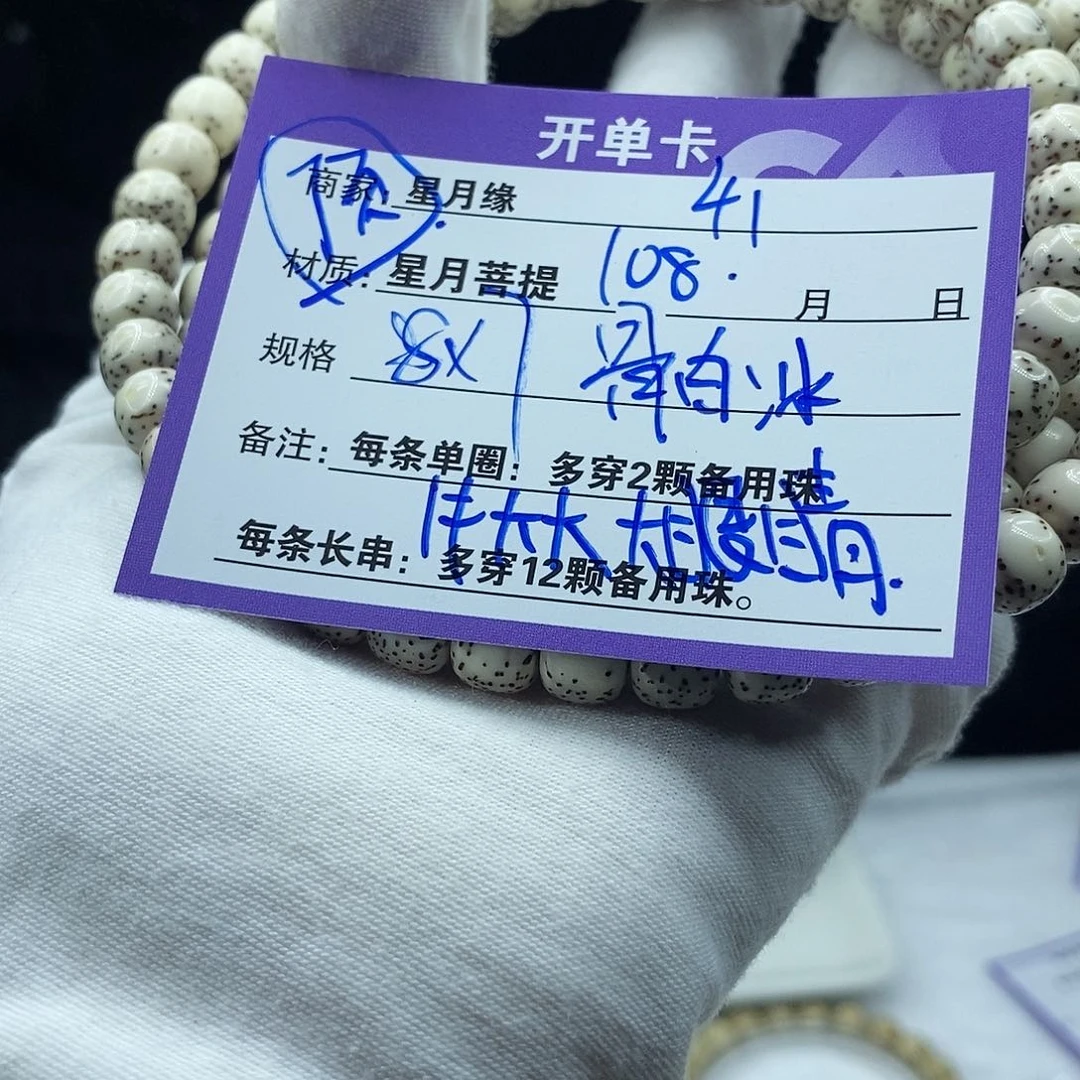 开单卡
商家: 星月缘 41
材质: 星月菩提 108. 月 日
规格 8X 骨白冰
备注: 每条单圈: 多穿2颗备用珠
每条长串: 多穿12颗备用珠。